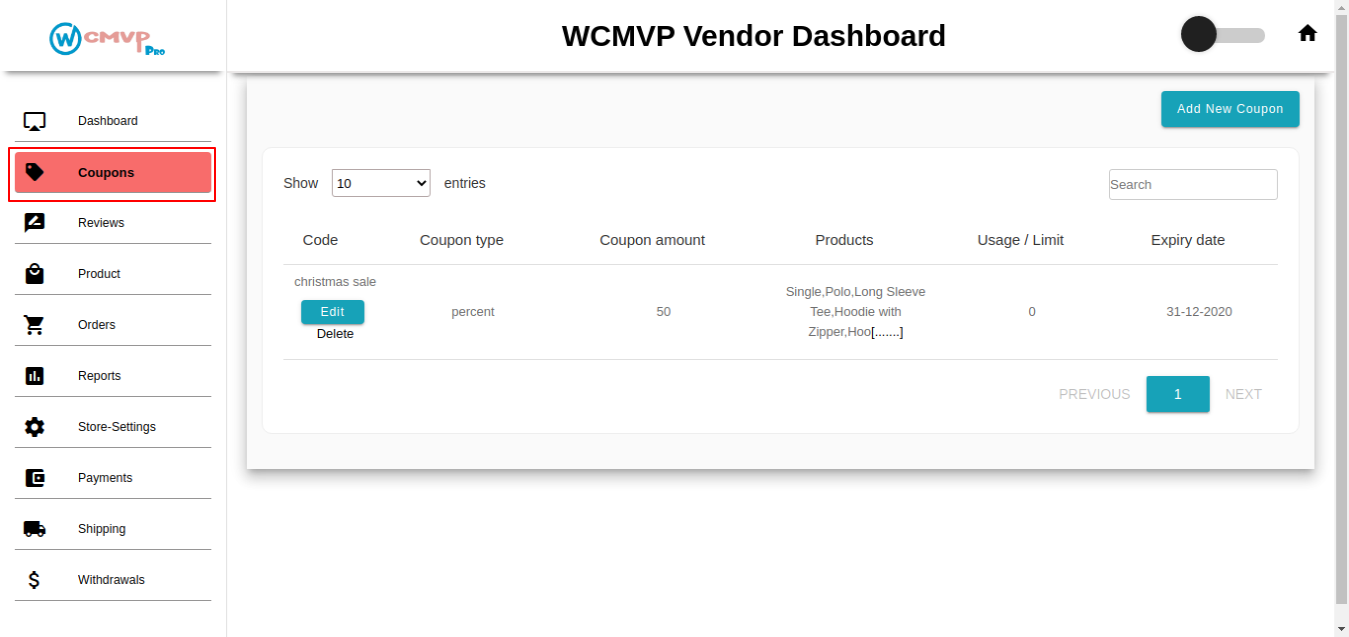 WCMVP Pro
WCMVP Vendor Dashboard
Dashboard
Coupons
Reviews
Product
Orders
Reports
Store-Settings
Payments
Shipping
Withdrawals
Add New Coupon
Show 10 entries
Search
Code Coupon type Coupon amount Products Usage / Limit Expiry date
christmas sale
Edit
Delete
percent
50
Single,Polo,Long Sleeve
Tee,Hoodie with
Zipper,Hoo[.......]
0
31-12-2020
PREVIOUS 1 NEXT